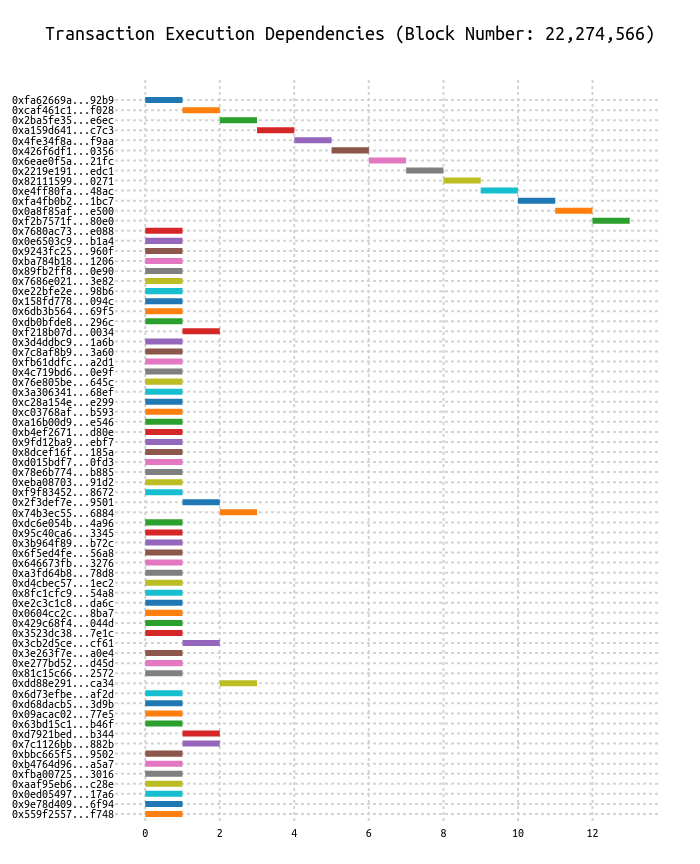 Transaction Execution Dependencies (Block Number: 22,274,566)
0xfa62669a...92b9
0xcaf461c1...f028
0x2ba5fe35...e6ec
0xa159d641...c7c3
0x4fe34f8a...f9aa
0x426f6df1...0356
0x6eae0f5a...21fc
0x2219e191...edc1
0x82111599...0271
0xe4ff80fa...48ac
0xfa4fb0b2...1bc7
0x0a8f85af...e500
0xf2b7571f...80e0
0x7680ac73...e088
0x0e6503c9...b1a4
0x9243fc25...960f
0xba784b18...1206
0x89fb2ff8...0e90
0x7686e021...3e82
0xe22bfe2e...98b6
0x158fd778...094c
0x6db3b564...69f5
0xdb0bfde8...296c
0xf218b07d...0034
0x3d4ddbc9...1a6b
0x7c8af8b9...3a60
0xfb61ddfc...a2d1
0x4c719bd6...0e9f
0x76e805be...645c
0x3a306341...68ef
0xc28a154e...e299
0xc03768af...b593
0xa16b00d9...e546
0xb4ef2671...d80e
0x9fd12ba9...ebf7
0x8dcef16f...185a
0xd015bdf7...0fd3
0x78e6b774...b885
0xeba08703...91d2
0xf9f83452...8672
0x2f3def7e...9501
0x74b3ec55...6884
0xdc6e054b...4a96
0x95c40ca6...3345
0x3b964f89...b72c
0x6f5ed4fe...56a8
0x646673fb...3276
0xa3fd64b8...78d8
0xd4cbec57...1ec2
0x8fc1cfc9...54a8
0xe2c3c1c8...da6c
0x0604cc2c...8ba7
0x429c68f4...044d
0x3523dc38...7e1c
0x3cb2d5ce...cf61
0x3e263f7e...a0e4
0xe277bd52...d45d
0x81c15c66...2572
0xdd88e291...ca34
0x6d73efbe...af2d
0xd68dacb5...3d9b
0x09acac02...77e5
0x63bd15c1...b46f
0xd7921bed...b344
0x7c1126bb...882b
0xbbc665f5...9502
0xb4764d96...a5a7
0xfba00725...3016
0xaaf95eb6...c28e
0x0ed05497...17a6
0x9e78d409...6f94
0x559f2557...f748
0 2 4 6 8 10 12